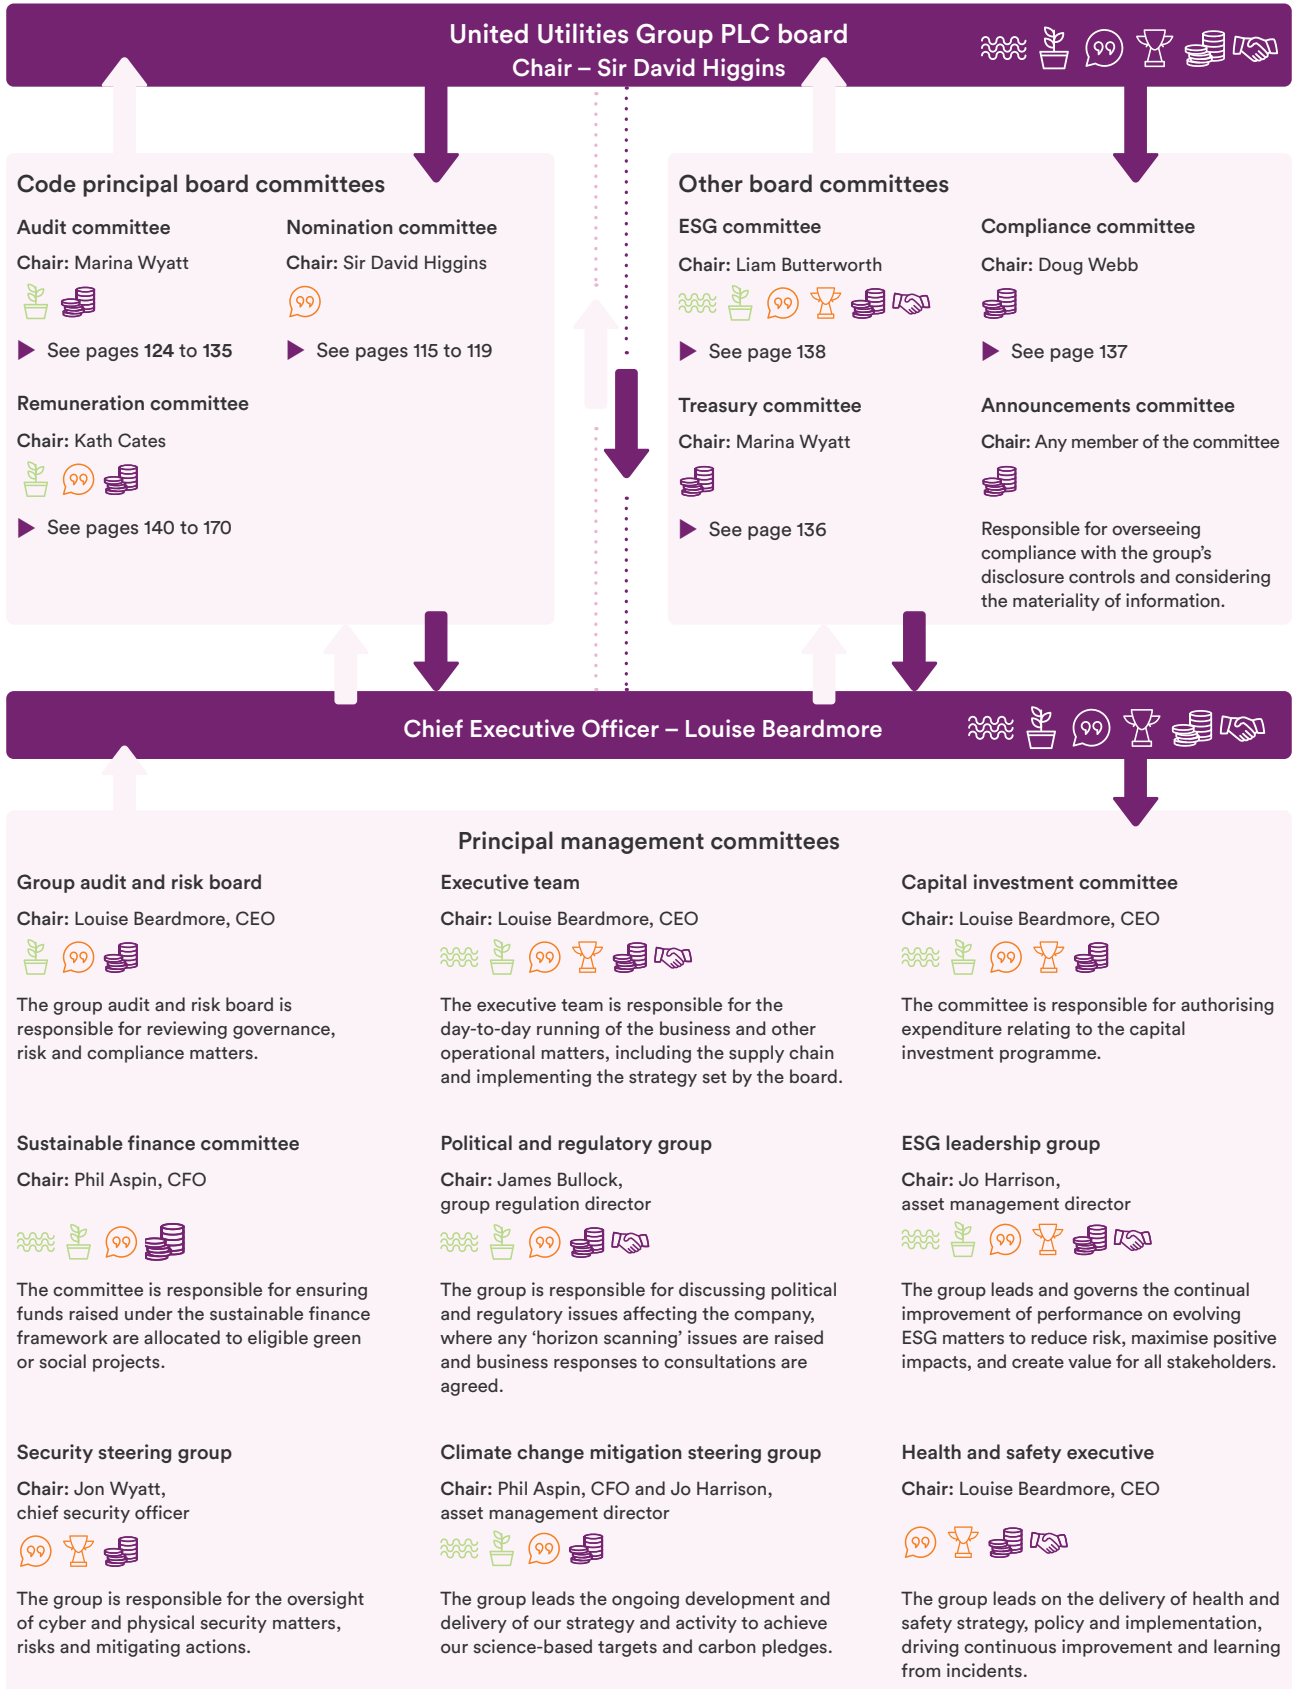 United Utilities Group PLC board
Chair – Sir David Higgins
Code principal board committees
Audit committee
Chair: Marina Wyatt
See pages 124 to 135
Nomination committee
Chair: Sir David Higgins
See pages 115 to 119
Remuneration committee
Chair: Kath Cates
See pages 140 to 170
Other board committees
ESG committee
Chair: Liam Butterworth
See page 138
Compliance committee
Chair: Doug Webb
See page 137
Treasury committee
Chair: Marina Wyatt
See page 136
Announcements committee
Chair: Any member of the committee
Responsible for overseeing
compliance with the group’s
disclosure controls and considering
the materiality of information.
Chief Executive Officer – Louise Beardmore
Principal management committees
Group audit and risk board
Chair: Louise Beardmore, CEO
The group audit and risk board is
responsible for reviewing governance,
risk and compliance matters.
Executive team
Chair: Louise Beardmore, CEO
The executive team is responsible for the
day-to-day running of the business and other
operational matters, including the supply chain
and implementing the strategy set by the board.
Capital investment committee
Chair: Louise Beardmore, CEO
The committee is responsible for authorising
expenditure relating to the capital
investment programme.
Sustainable finance committee
Chair: Phil Aspin, CFO
The committee is responsible for ensuring
funds raised under the sustainable finance
framework are allocated to eligible green
or social projects.
Political and regulatory group
Chair: James Bullock,
group regulation director
The group is responsible for discussing political
and regulatory issues affecting the company,
where any ‘horizon scanning’ issues are raised
and business responses to consultations are
agreed.
ESG leadership group
Chair: Jo Harrison,
asset management director
The group leads and governs the continual
improvement of performance on evolving
ESG matters to reduce risk, maximise positive
impacts, and create value for all stakeholders.
Security steering group
Chair: Jon Wyatt,
chief security officer
The group is responsible for the oversight
of cyber and physical security matters,
risks and mitigating actions.
Climate change mitigation steering group
Chair: Phil Aspin, CFO and Jo Harrison,
asset management director
The group leads the ongoing development and
delivery of our strategy and activity to achieve
our science-based targets and carbon pledges.
Health and safety executive
Chair: Louise Beardmore, CEO
The group leads on the delivery of health and
safety strategy, policy and implementation,
driving continuous improvement and learning
from incidents.